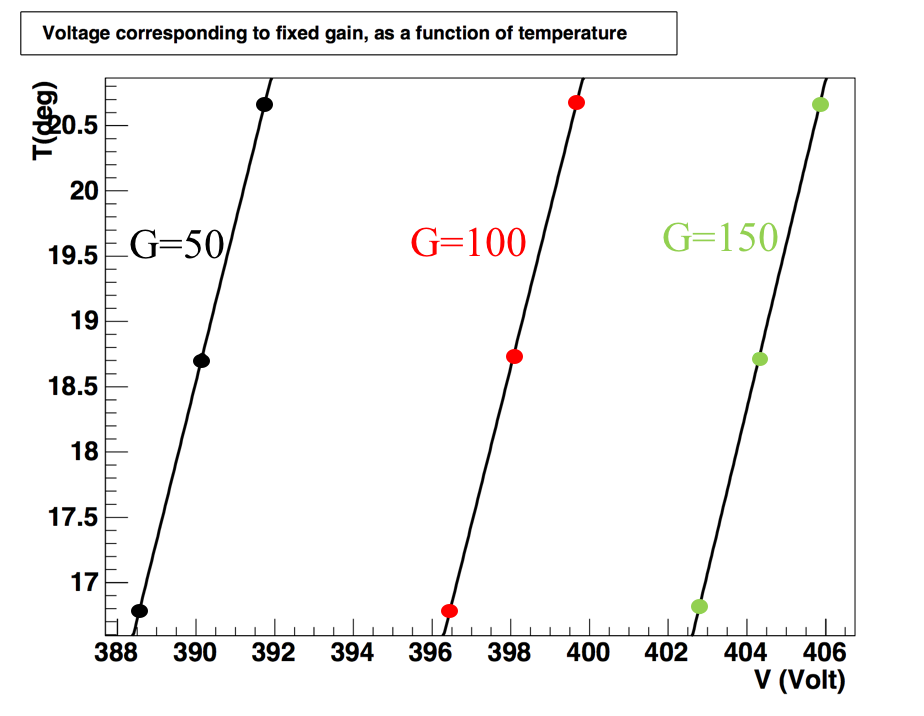 Voltage corresponding to fixed gain, as a function of temperature
T(deg)
20.5
20
19.5
19
18.5
18
17.5
17
G=50
G=100
G=150
388 390 392 394 396 398 400 402 404 406
V (Volt)